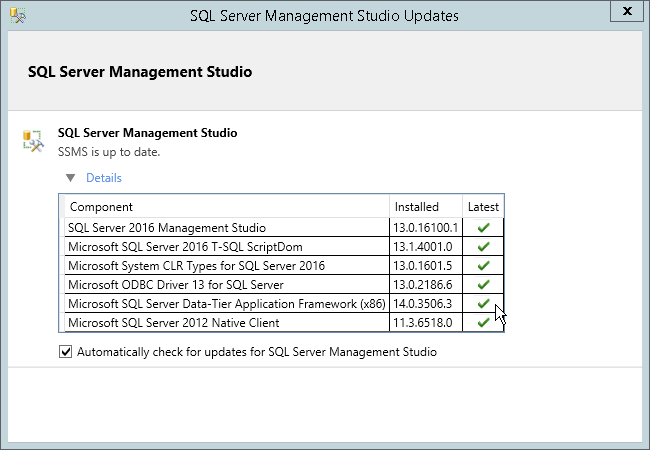 SQL Server Management Studio Updates
x
SQL Server Management Studio
SQL Server Management Studio
SSMS is up to date.
Details
Component Installed Latest
SQL Server 2016 Management Studio 13.0.16100.1
Microsoft SQL Server 2016 T-SQL ScriptDom 13.1.4001.0
Microsoft System CLR Types for SQL Server 2016 13.0.1601.5
Microsoft ODBC Driver 13 for SQL Server 13.0.2186.6
Microsoft SQL Server Data-Tier Application Framework (x86) 14.0.3506.3
Microsoft SQL Server 2012 Native Client 11.3.6518.0
Automatically check for updates for SQL Server Management Studio